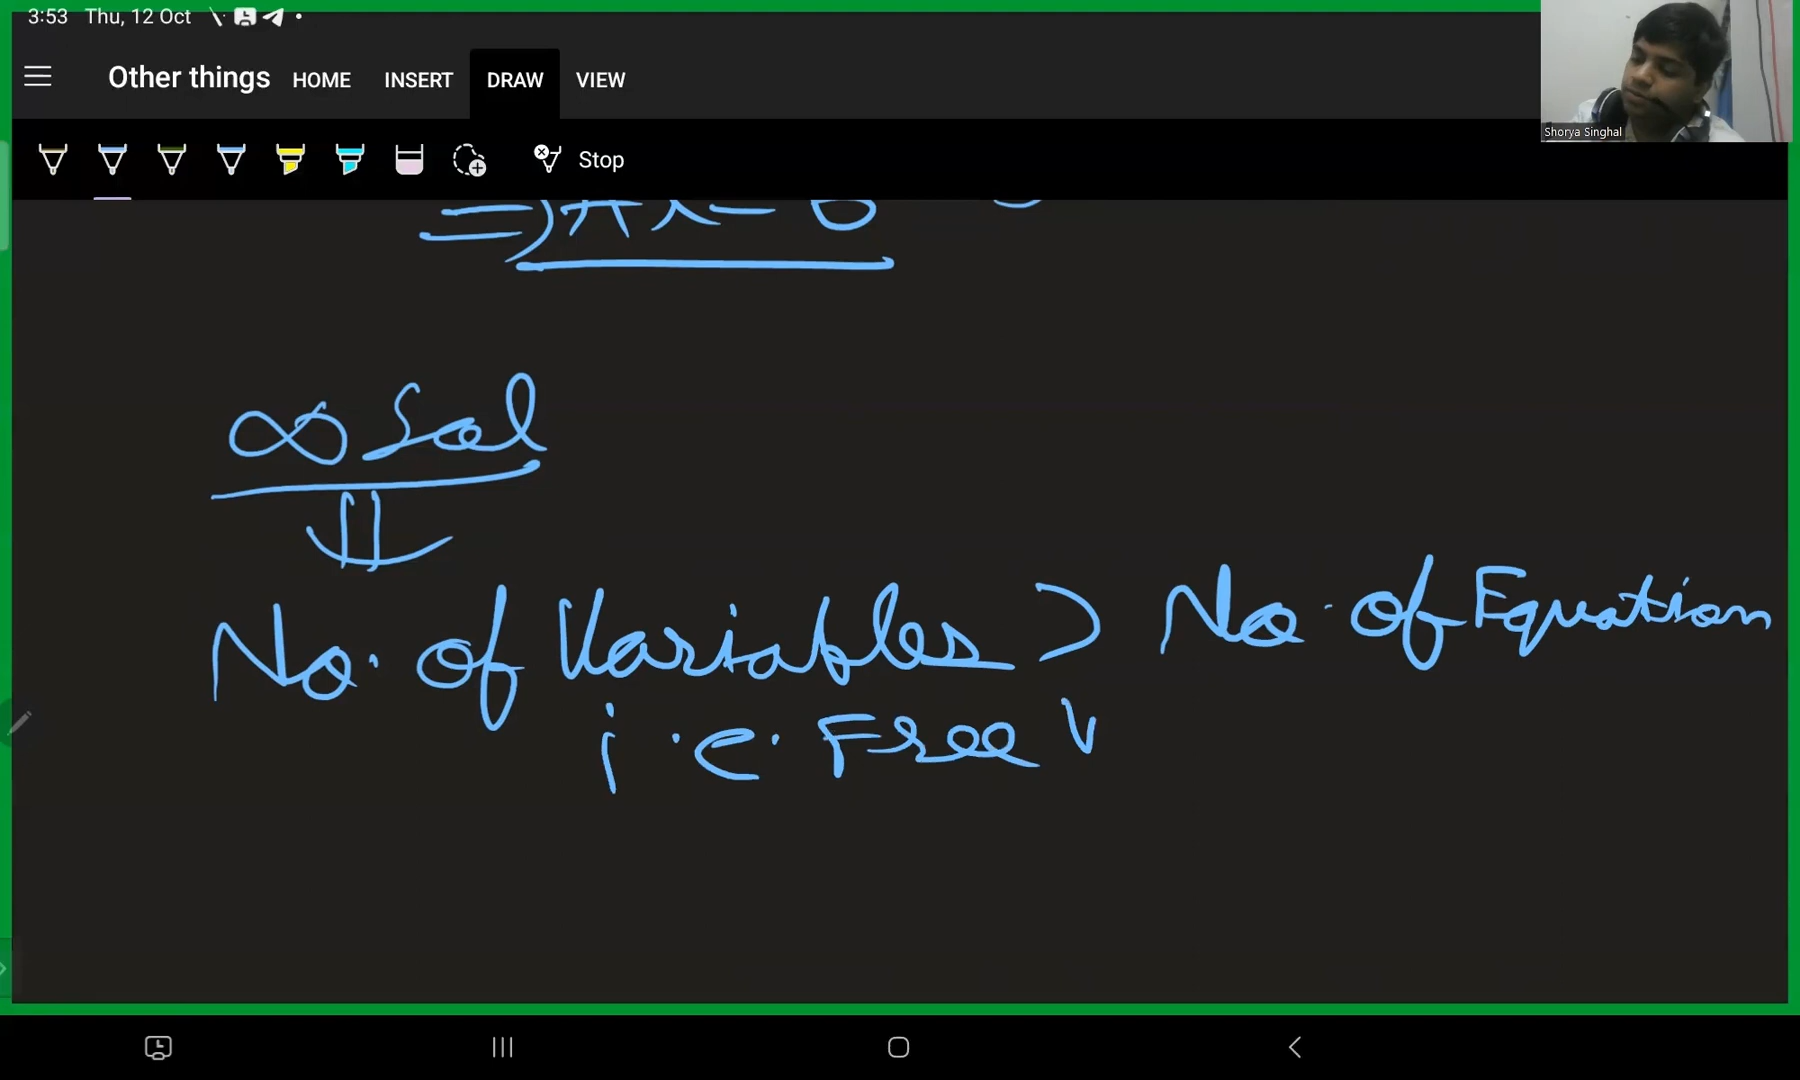 3:53 Thu, 12 Oct
Shorya Singhal
Other things HOME INSERT DRAW VIEW
Stop
∞ Sol
No. of Variables > No. of Equation
i.e. Free V